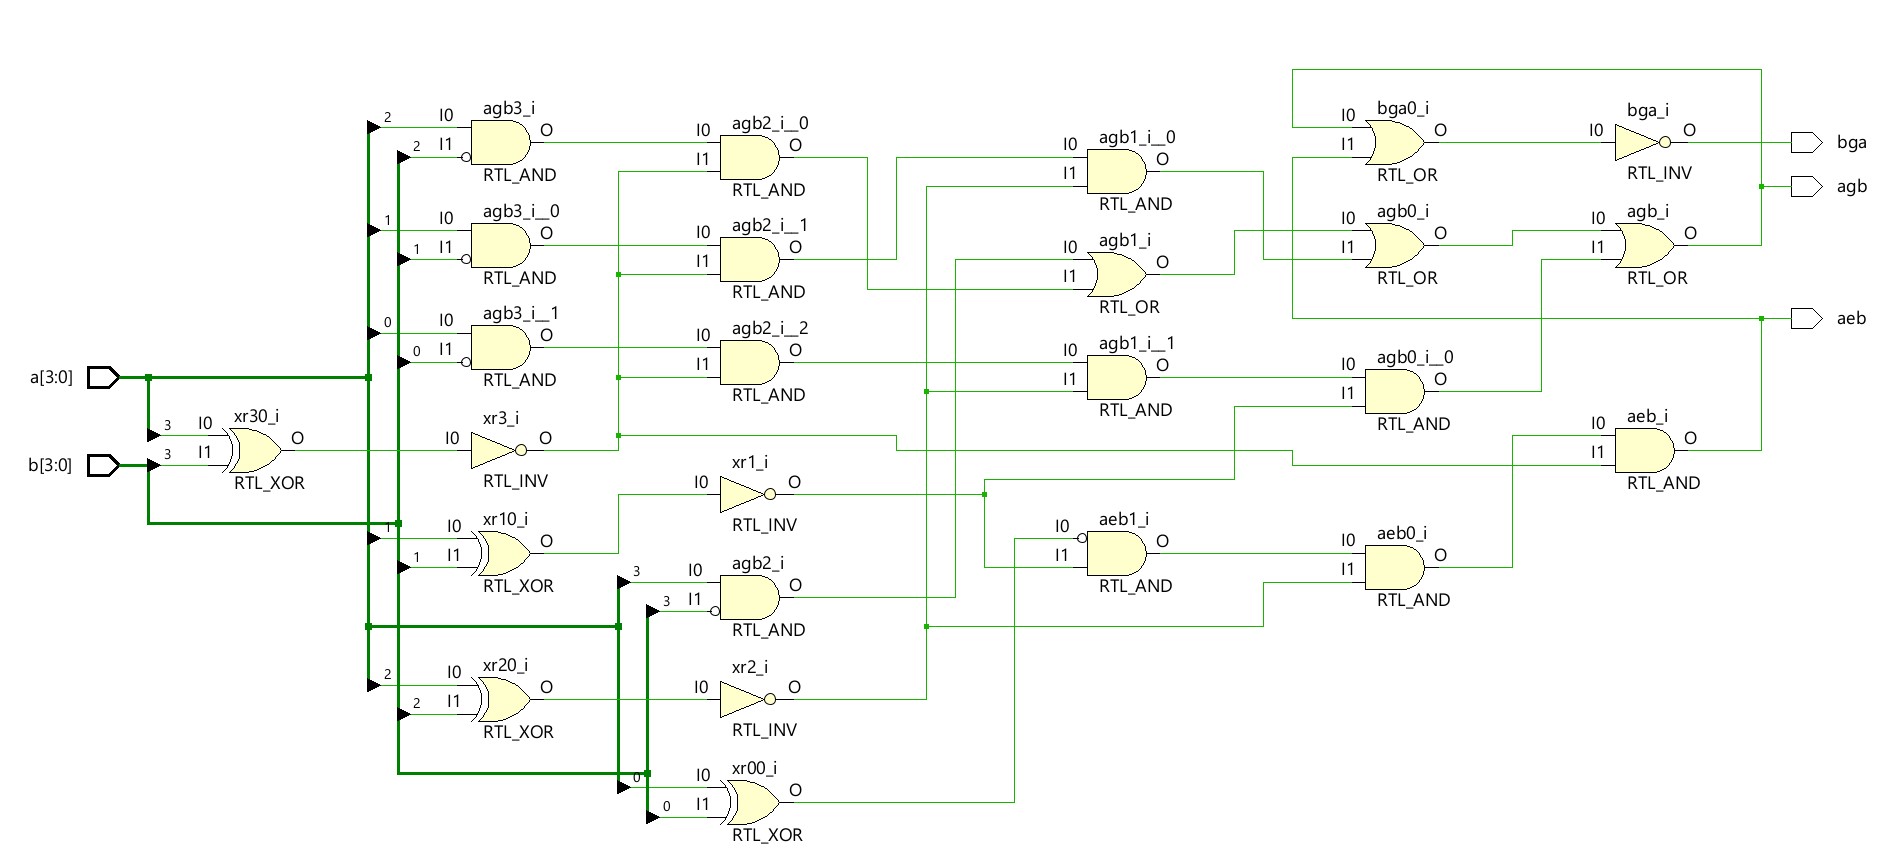 agb3_i
2
I0
2
I1
O
RTL_AND
agb3_i__0
1
I0
1
I1
O
RTL_AND
agb3_i__1
0
I0
0
I1
O
RTL_AND
a[3:0]
b[3:0]
xr30_i
3
I0
3
I1
O
RTL_XOR
xr3_i
I0
O
RTL_INV
xr10_i
1
I0
1
I1
O
RTL_XOR
xr20_i
2
I0
2
I1
O
RTL_XOR
agb2_i__0
I0
I1
O
RTL_AND
agb2_i__1
I0
I1
O
RTL_AND
agb2_i__2
I0
I1
O
RTL_AND
xr1_i
I0
O
RTL_INV
agb2_i
3
I0
3
I1
O
RTL_AND
xr2_i
I0
O
RTL_INV
xr00_i
0
I0
0
I1
O
RTL_XOR
agb1_i__0
I0
I1
O
RTL_AND
agb1_i
I0
I1
O
RTL_OR
agb1_i__1
I0
I1
O
RTL_AND
aeb1_i
I0
I1
O
RTL_AND
bga0_i
I0
I1
O
RTL_OR
agb0_i
I0
I1
O
RTL_OR
agb0_i__0
I0
I1
O
RTL_AND
aeb0_i
I0
I1
O
RTL_AND
bga_i
I0
O
RTL_INV
agb_i
I0
I1
O
RTL_OR
aeb_i
I0
I1
O
RTL_AND
bga
agb
aeb